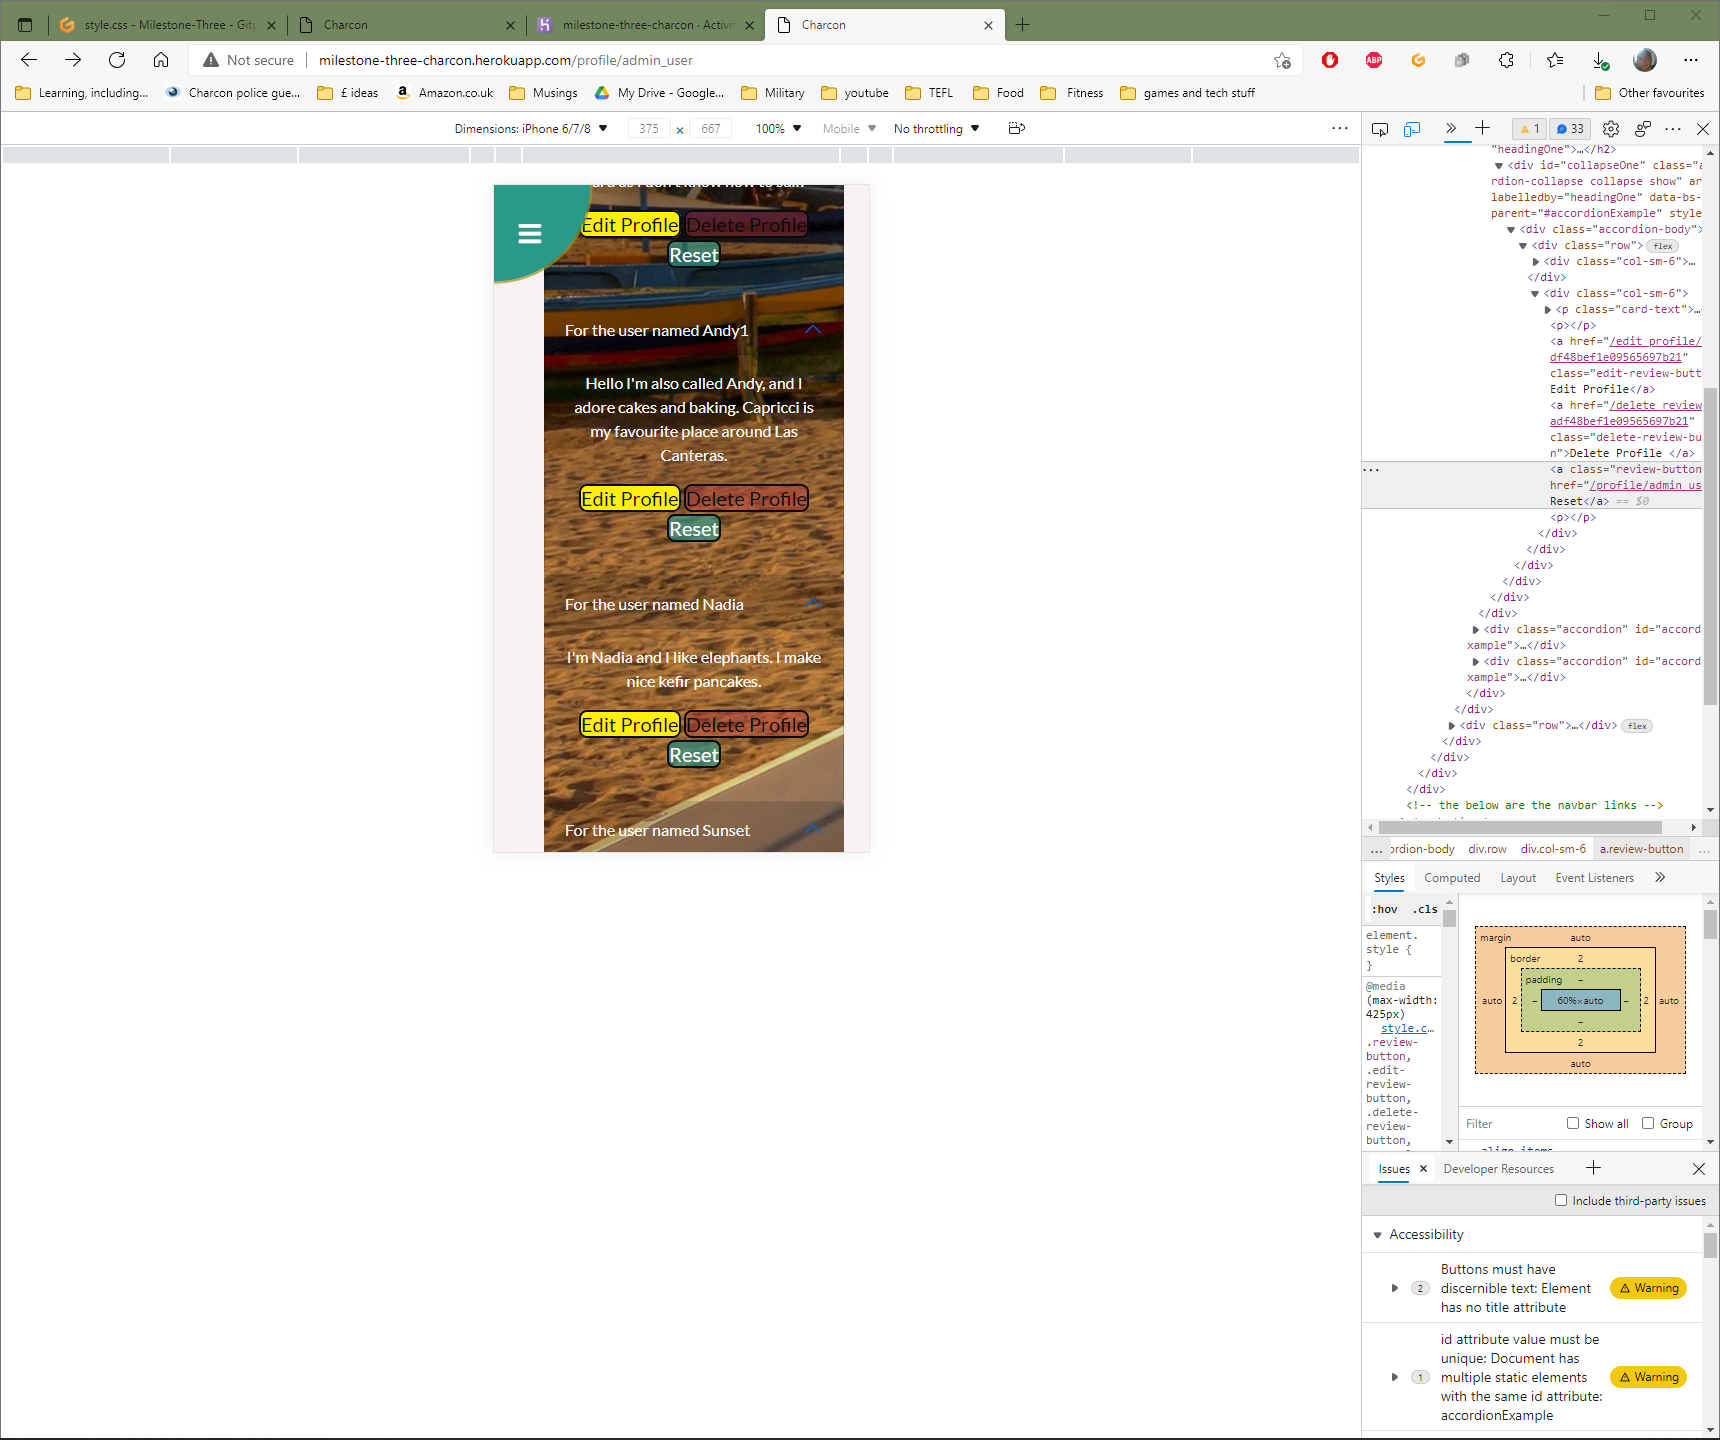 style.css - Milestone-Three - Gitp
Charcon
milestone-three-charcon · Activit
Charcon
Not secure
milestone-three-charcon.herokuapp.com/profile/admin_user
ABP
Learning, including...
Charcon police gue...
£ ideas
Amazon.co.uk
Musings
My Drive - Google...
Military
youtube
TEFL
Food
Fitness
games and tech stuff
Other favourites
Dimensions: iPhone 6/7/8
375
×
667
100%
Mobile
No throttling
1
33
Edit Profile
Delete Profile
Reset
For the user named Andy1
Hello I'm also called Andy, and I
adore cakes and baking. Capricci is
my favourite place around Las
Canteras.
Edit Profile
Delete Profile
Reset
For the user named Nadia
I'm Nadia and I like elephants. I make
nice kefir pancakes.
Edit Profile
Delete Profile
Reset
For the user named Sunset
"headingOne">…</h2>
<div id="collapseOne" class="a
rdion-collapse collapse show" ar
labelledby="headingOne" data-bs-
parent="#accordionExample" style
<div class="accordion-body">
<div class="row"> flex
<div class="col-sm-6">…
</div>
<div class="col-sm-6">
<p class="card-text">…
<p></p>
<a href="/edit_profile/
df48bef1e09565697b21"
class="edit-review-butt
Edit Profile</a>
<a href="/delete_review
adf48bef1e09565697b21"
class="delete-review-bu
n">Delete Profile </a>
<a class="review-button
href="/profile/admin_us
Reset</a> == $0
<p></p>
</div>
</div>
</div>
</div>
</div>
</div>
<div class="accordion" id="accord
xample">…</div>
<div class="accordion" id="accord
xample">…</div>
</div>
</div>
<div class="row">…</div> flex
</div>
</div>
</div>
</div>
<!-- the below are the navbar links -->
... ordion-body div.row div.col-sm-6 a.review-button ...
Styles Computed Layout Event Listeners
:hov .cls
element.
style {
}
@media
(max-width:
425px)
style.c…
.review-
button,
.edit-
review-
button,
.delete-
review-
button,
margin auto
border 2
padding –
auto 2 – 60%×auto – 2 auto
–
2
auto
Filter Show all Group
align-items
Issues Developer Resources
Include third-party issues
Accessibility
2
Buttons must have
discernible text: Element
has no title attribute
Warning
1
id attribute value must be
unique: Document has
multiple static elements
with the same id attribute:
accordionExample
Warning